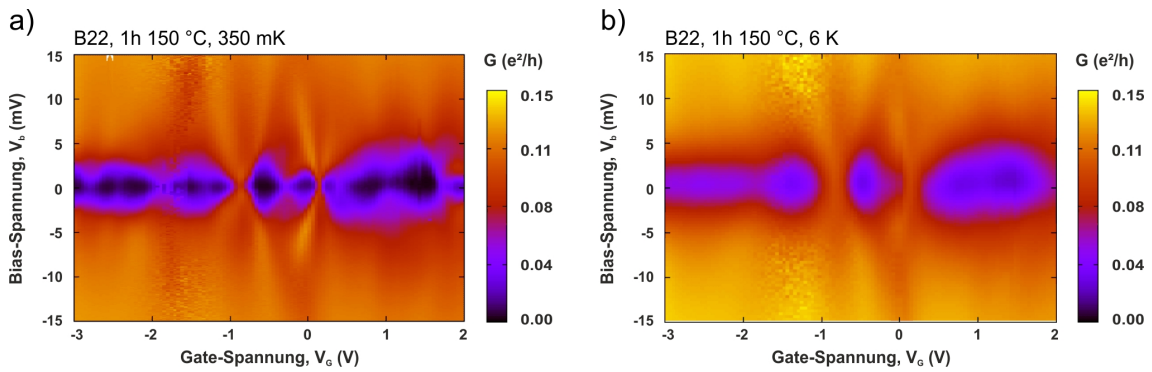 a)
B22, 1h 150 °C, 350 mK
G (e²/h)
15
10
5
0
-5
-10
-15
Bias-Spannung, V_b (mV)
-3 -2 -1 0 1 2
Gate-Spannung, V_G (V)
0.15
0.11
0.08
0.04
0.00
b)
B22, 1h 150 °C, 6 K
G (e²/h)
15
10
5
0
-5
-10
-15
Bias-Spannung, V_b (mV)
-3 -2 -1 0 1 2
Gate-Spannung, V_G (V)
0.15
0.11
0.08
0.04
0.00